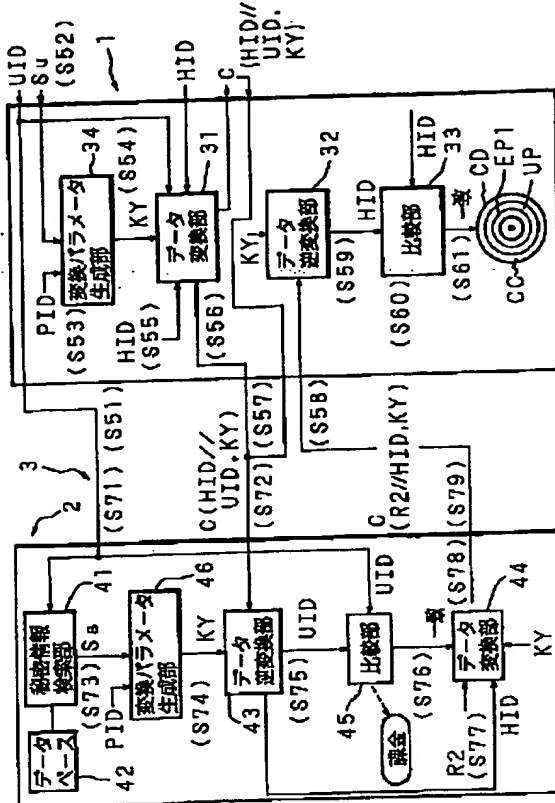 2
3
1
データ
ベース
42
秘密情報
検索部
41
(S73)
Ss
PID
変換パラメータ
生成部
46
KY
(S74)
データ
逆変換部
43
UID
(S75)
比較部
45
UID
課金
(S76)
一致
(S78)
データ
変換部
44
R2
(S77)
HID
KY
(S71)
(S51)
C(HID//
UID.KY)
(S72)
(S57)
(S58)
C
(R2//HID.KY)
(S79)
UID
Su
(S52)
PID
(S53)
変換パラメータ
生成部
34
KY
(S54)
HID
(S55)
データ
変換部
31
HID
(S56)
C
(HID//
UID.
KY)
KY
データ
逆変換部
32
(S59)
HID
(S60)
比較部
33
HID
(S61)
一致
CC
CD
EP1
UP